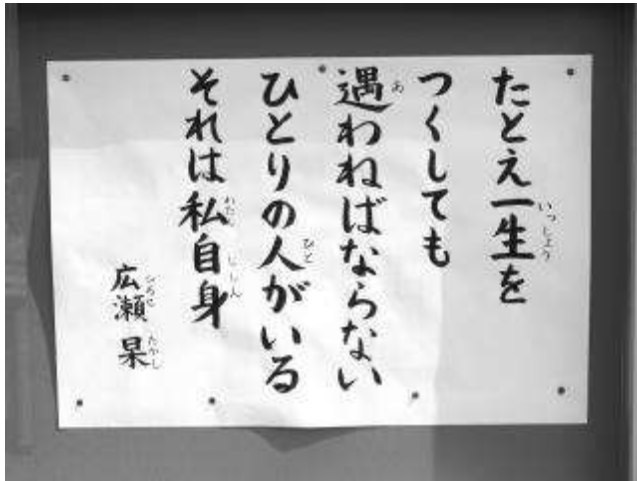 たとえ一生を
つくしても
遇わねばならない
ひとりの人がいる
それは私自身
広瀬 杲